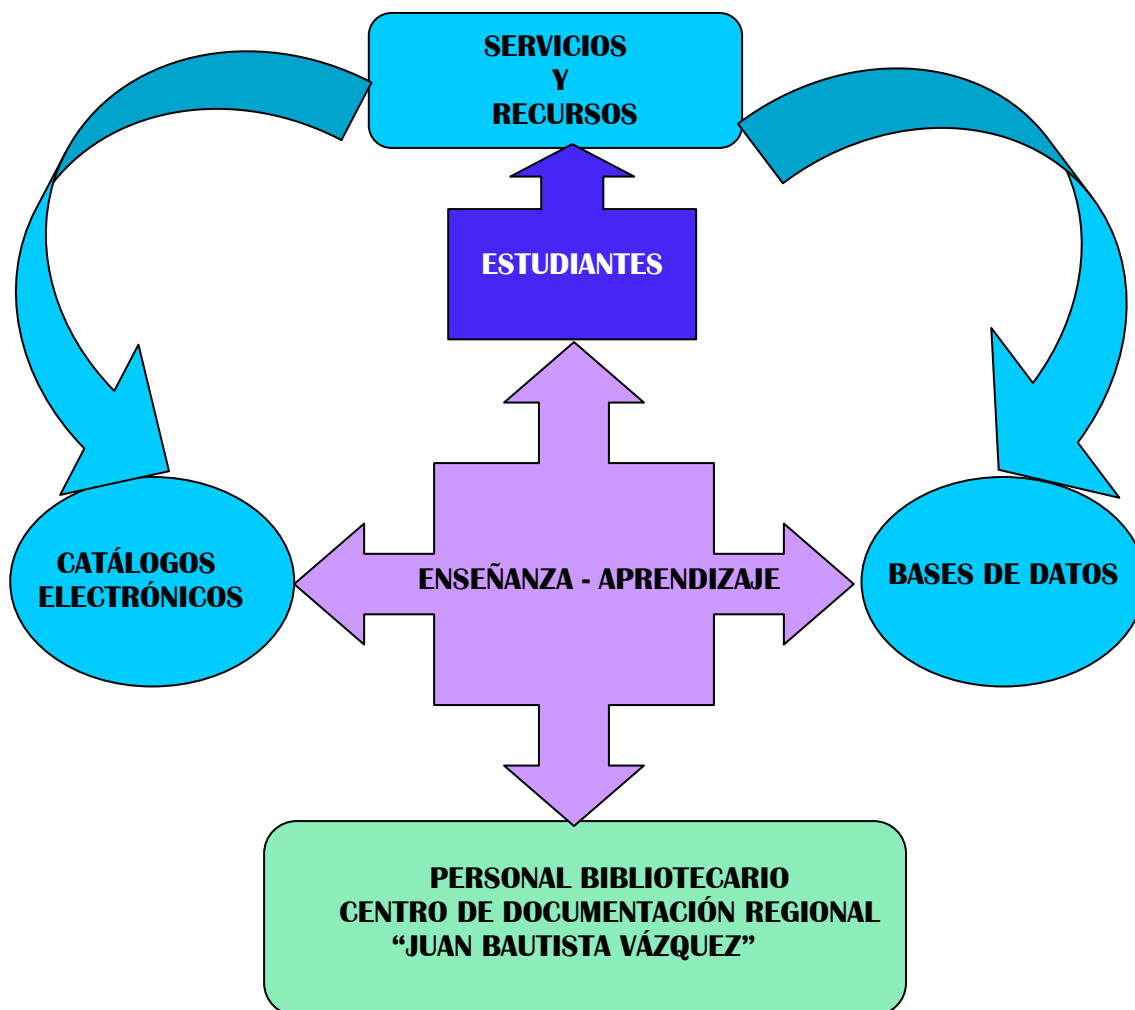 SERVICIOS
Y
RECURSOS
ESTUDIANTES
CATÁLOGOS
ELECTRÓNICOS
ENSEÑANZA - APRENDIZAJE
BASES DE DATOS
PERSONAL BIBLIOTECARIO
CENTRO DE DOCUMENTACIÓN REGIONAL
“JUAN BAUTISTA VÁZQUEZ”